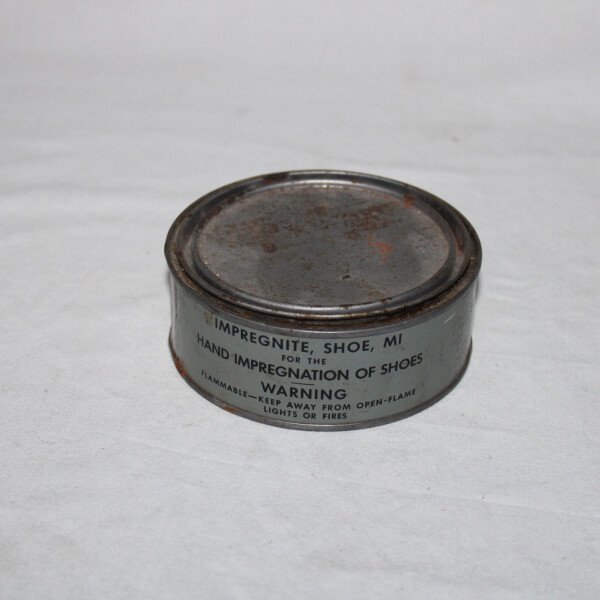 IMPREGNITE, SHOE, MI
FOR THE
HAND IMPREGNATION OF SHOES
WARNING
FLAMMABLE—KEEP AWAY FROM OPEN-FLAME
LIGHTS OR FIRES